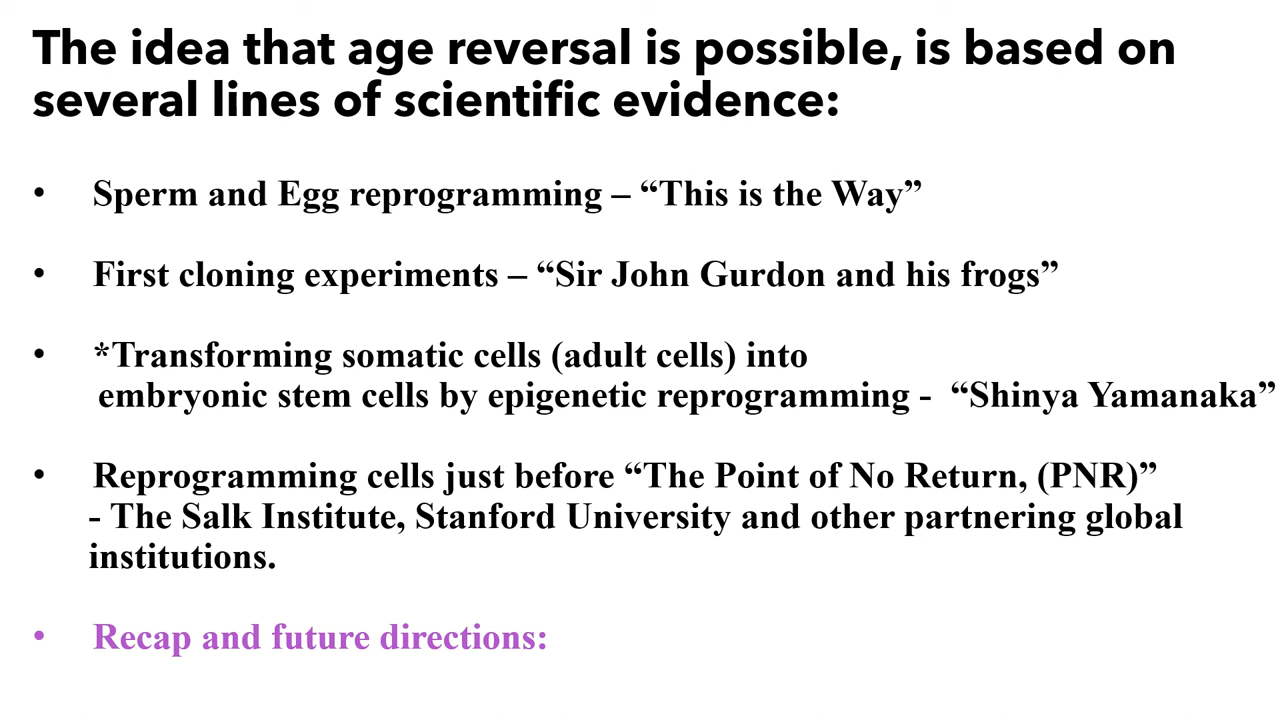 The idea that age reversal is possible, is based on
several lines of scientific evidence:
• Sperm and Egg reprogramming – “This is the Way”
• First cloning experiments – “Sir John Gurdon and his frogs”
• *Transforming somatic cells (adult cells) into
embryonic stem cells by epigenetic reprogramming - “Shinya Yamanaka”
• Reprogramming cells just before “The Point of No Return, (PNR)”
- The Salk Institute, Stanford University and other partnering global
institutions.
• Recap and future directions: